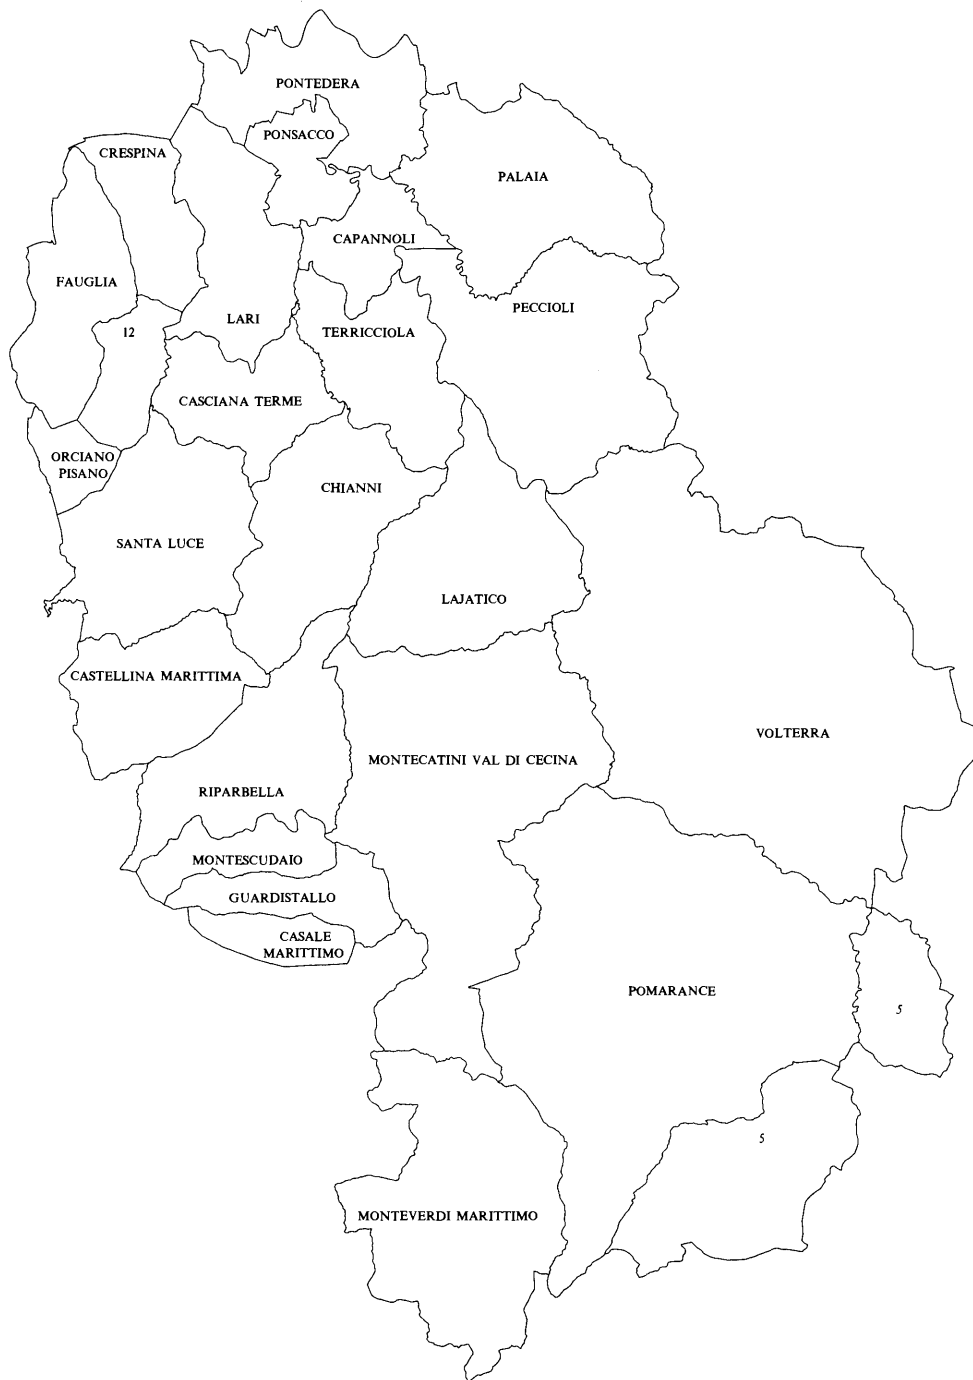 PONTEDERA
PONSACCO
CRESPINA
PALAIA
CAPANNOLI
FAUGLIA
PECCIOLI
LARI
TERRICCIOLA
12
CASCIANA TERME
ORCIANO
PISANO
CHIANNI
SANTA LUCE
LAJATICO
CASTELLINA MARITTIMA
VOLTERRA
MONTECATINI VAL DI CECINA
RIPARBELLA
MONTESCUDAIO
GUARDISTALLO
CASALE
MARITTIMO
POMARANCE
5
5
MONTEVERDI MARITTIMO